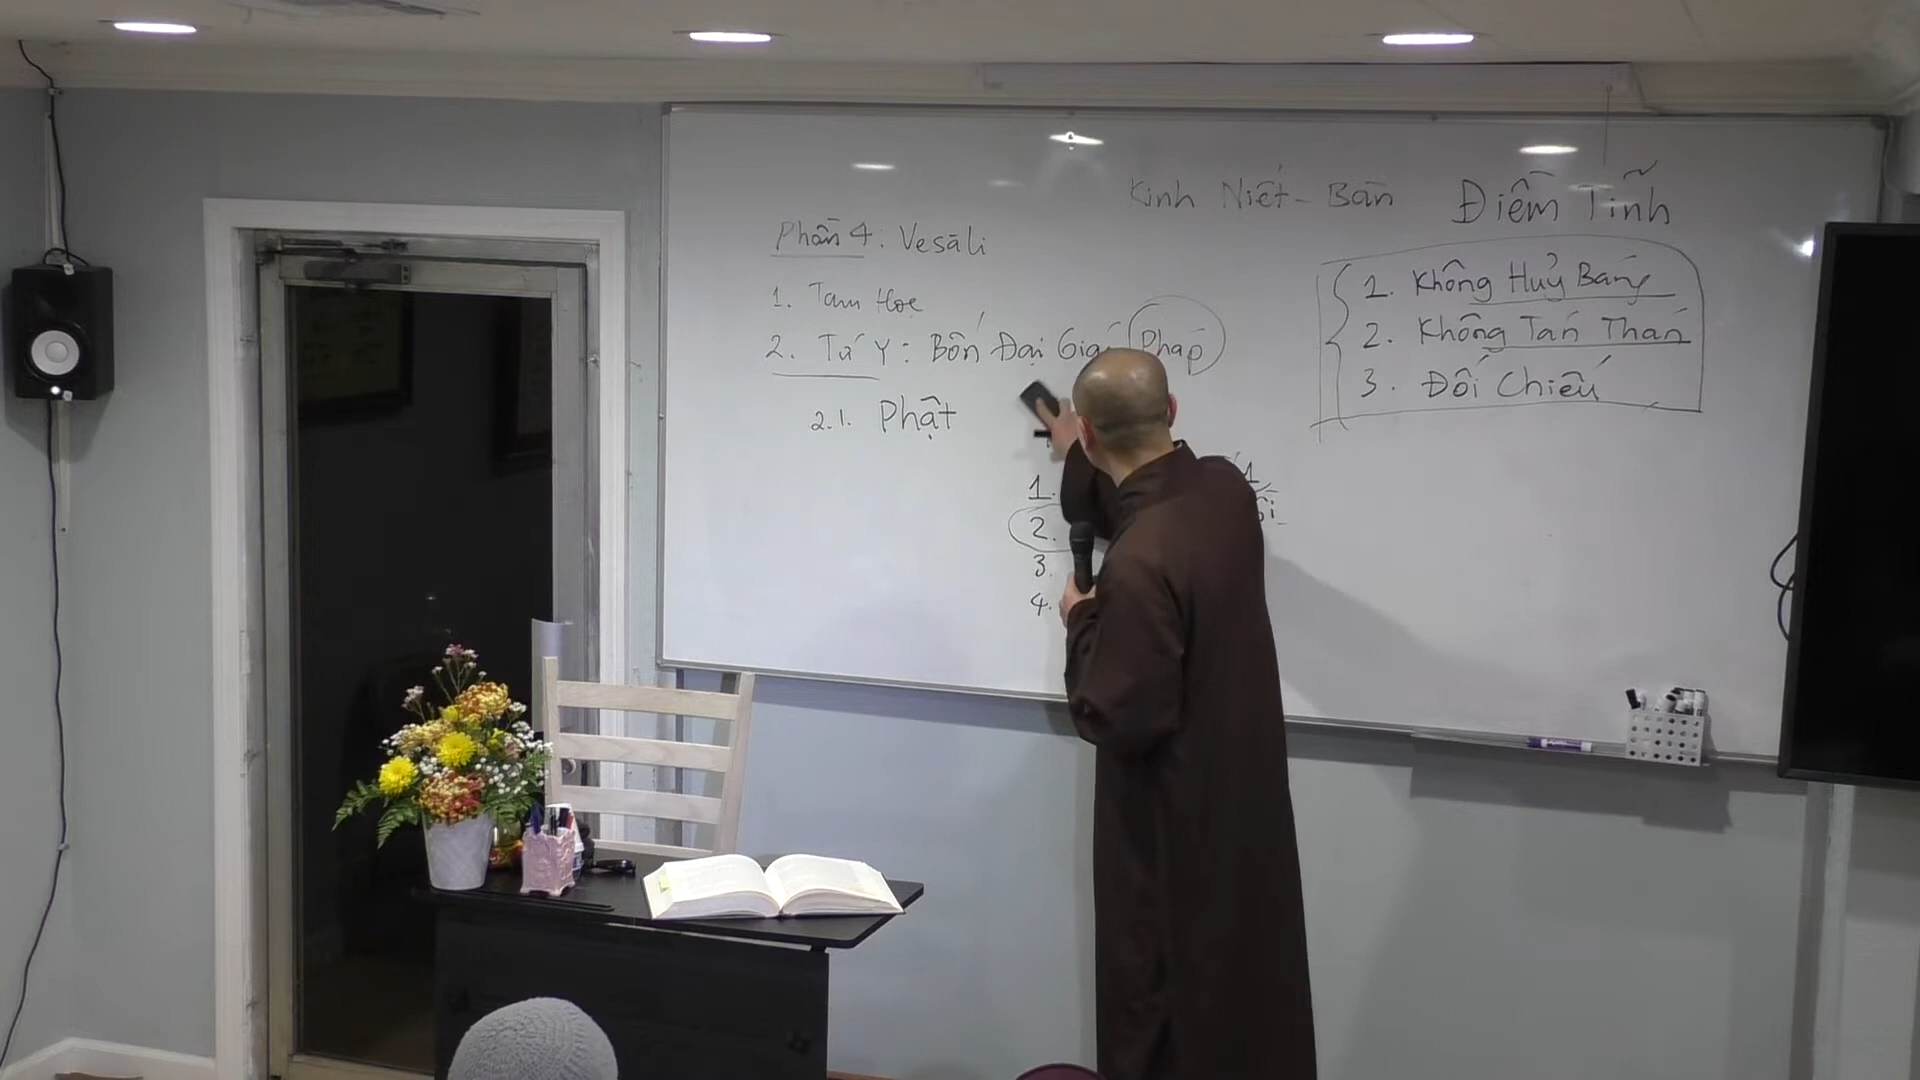 Kinh Niết-Bàn Điềm Tĩnh
Phần 4: Vesāli
1. Tam Học
2. Tứ Y: Bốn Đại Giáo Pháp
2.1. Phật
1.
2.
3.
4.
1. Không Huỷ Báng
2. Không Tán Thán
3. Đối Chiếu